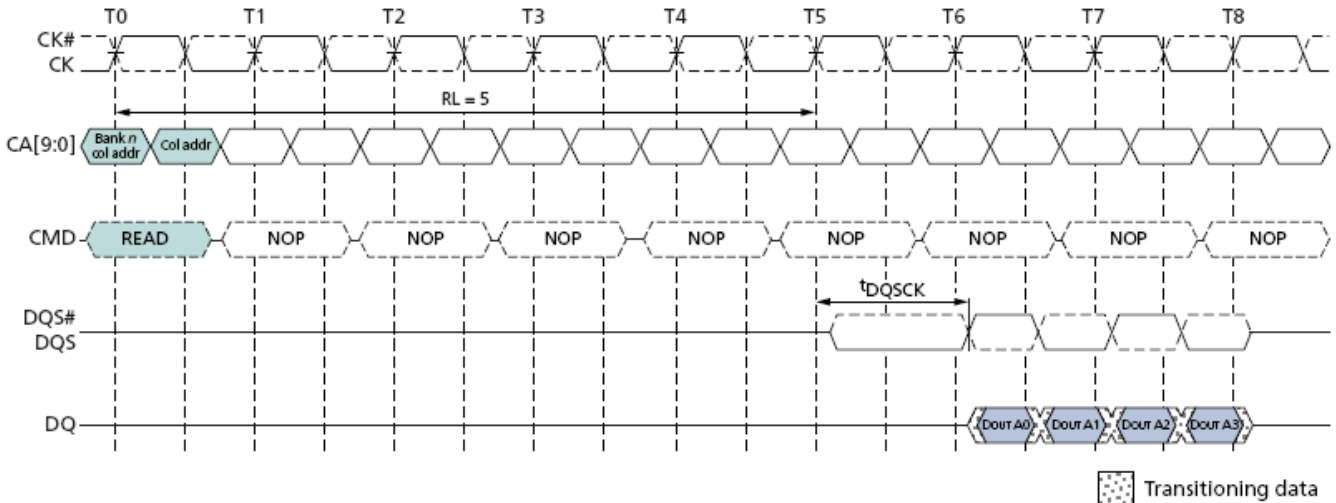 T0 T1 T2 T3 T4 T5 T6 T7 T8
CK#
CK
RL = 5
CA[9:0] Bank n col addr Col addr
CMD READ NOP NOP NOP NOP NOP NOP NOP NOP
tDQSCK
DQS#
DQS
DQ DOUT A0 DOUT A1 DOUT A2 DOUT A3
Transitioning data